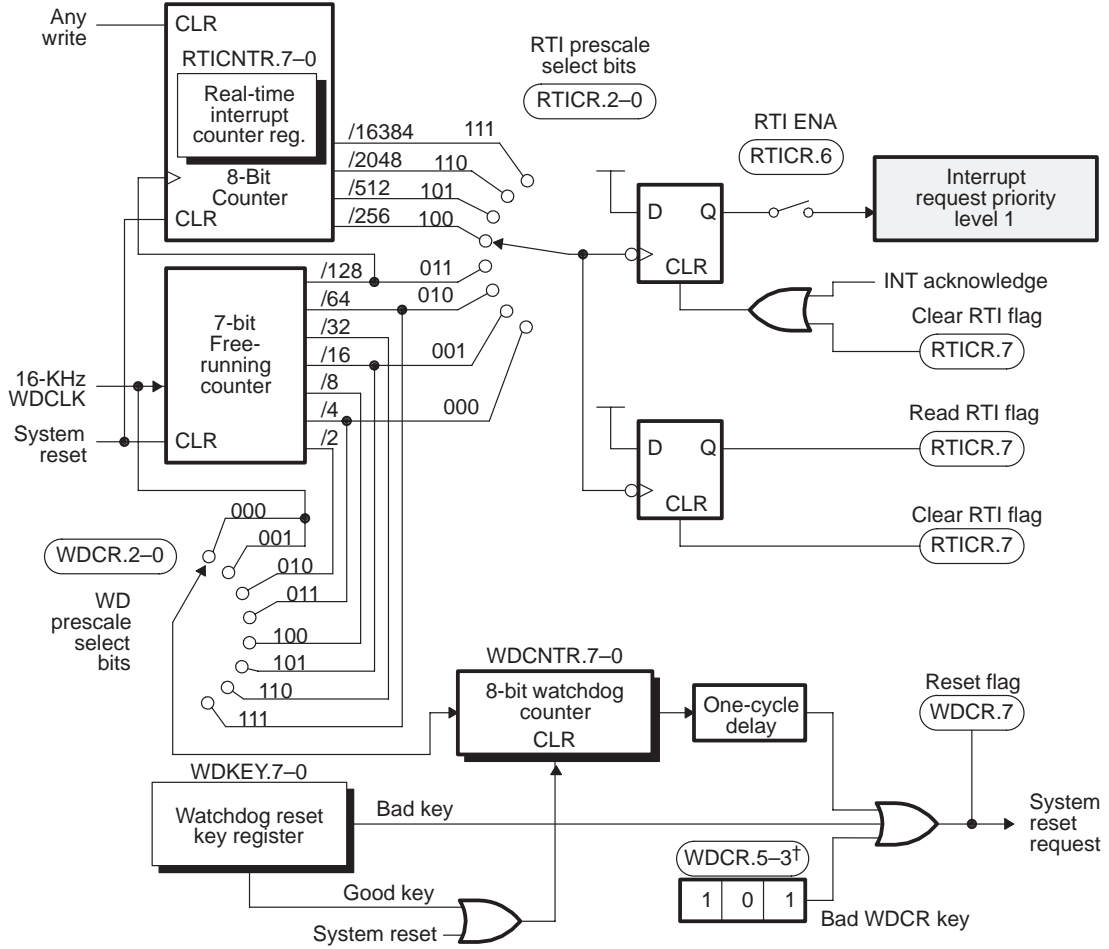 Any
write
CLR
RTICNTR.7–0
Real-time
interrupt
counter reg.
8-Bit
Counter
CLR
/16384
111
/2048
110
/512
101
/256
100
RTI prescale
select bits
RTICR.2–0
RTI ENA
RTICR.6
D
Q
CLR
Interrupt
request priority
level 1
INT acknowledge
Clear RTI flag
RTICR.7
/128
011
/64
010
/32
/16
001
/8
/4
000
/2
7-bit
Free-
running
counter
CLR
16-KHz
WDCLK
System
reset
D
Q
CLR
Read RTI flag
RTICR.7
Clear RTI flag
RTICR.7
WDCR.2–0
WD
prescale
select
bits
000
001
010
011
100
101
110
111
WDCNTR.7–0
8-bit watchdog
counter
CLR
One-cycle
delay
Reset flag
WDCR.7
WDKEY.7–0
Watchdog reset
key register
Bad key
Good key
System reset
WDCR.5–3†
1 0 1
Bad WDCR key
System
reset
request